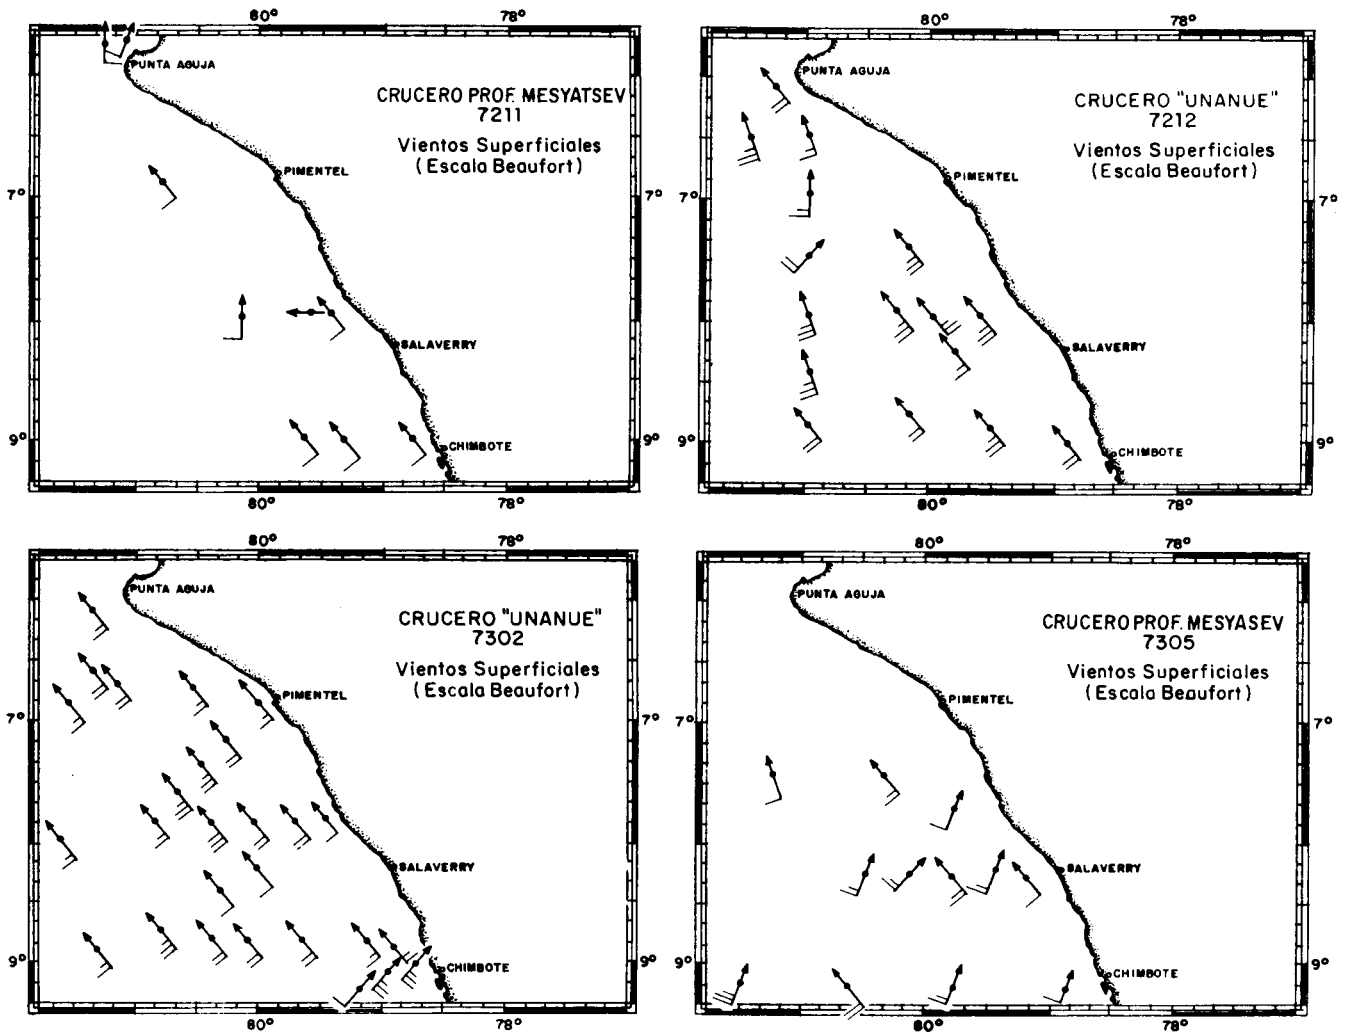 80° 78°
PUNTA AGUJA
CRUCERO PROF. MESYATSEV
7211
Vientos Superficiales
(Escala Beaufort)
PIMENTEL
7° 7°
SALAVERRY
CHIMBOTE
9° 9°
80° 78°
80° 78°
PUNTA AGUJA
CRUCERO "UNANUE"
7212
Vientos Superficiales
(Escala Beaufort)
PIMENTEL
7° 7°
SALAVERRY
CHIMBOTE
9° 9°
80° 78°
80° 78°
PUNTA AGUJA
CRUCERO "UNANUE"
7302
Vientos Superficiales
(Escala Beaufort)
PIMENTEL
7° 7°
SALAVERRY
CHIMBOTE
9° 9°
80° 78°
80° 78°
PUNTA AGUJA
CRUCERO PROF. MESYASEV
7305
Vientos Superficiales
(Escala Beaufort)
PIMENTEL
7° 7°
SALAVERRY
CHIMBOTE
9° 9°
80° 78°